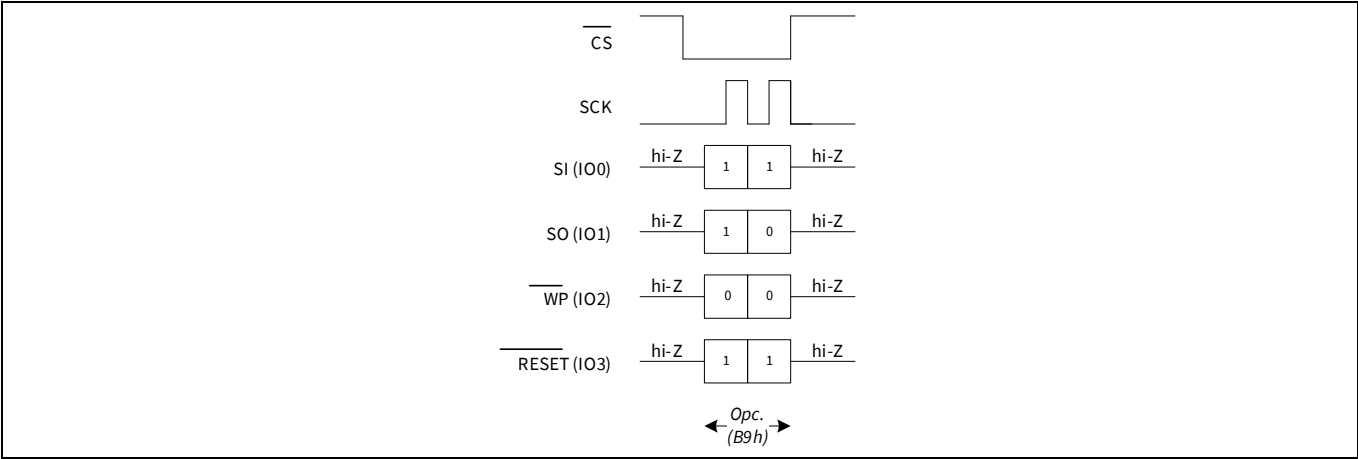 CS
SCK
SI (IO0) hi-Z 1 1 hi-Z
SO (IO1) hi-Z 1 0 hi-Z
WP (IO2) hi-Z 0 0 hi-Z
RESET (IO3) hi-Z 1 1 hi-Z
Opc.
(B9h)